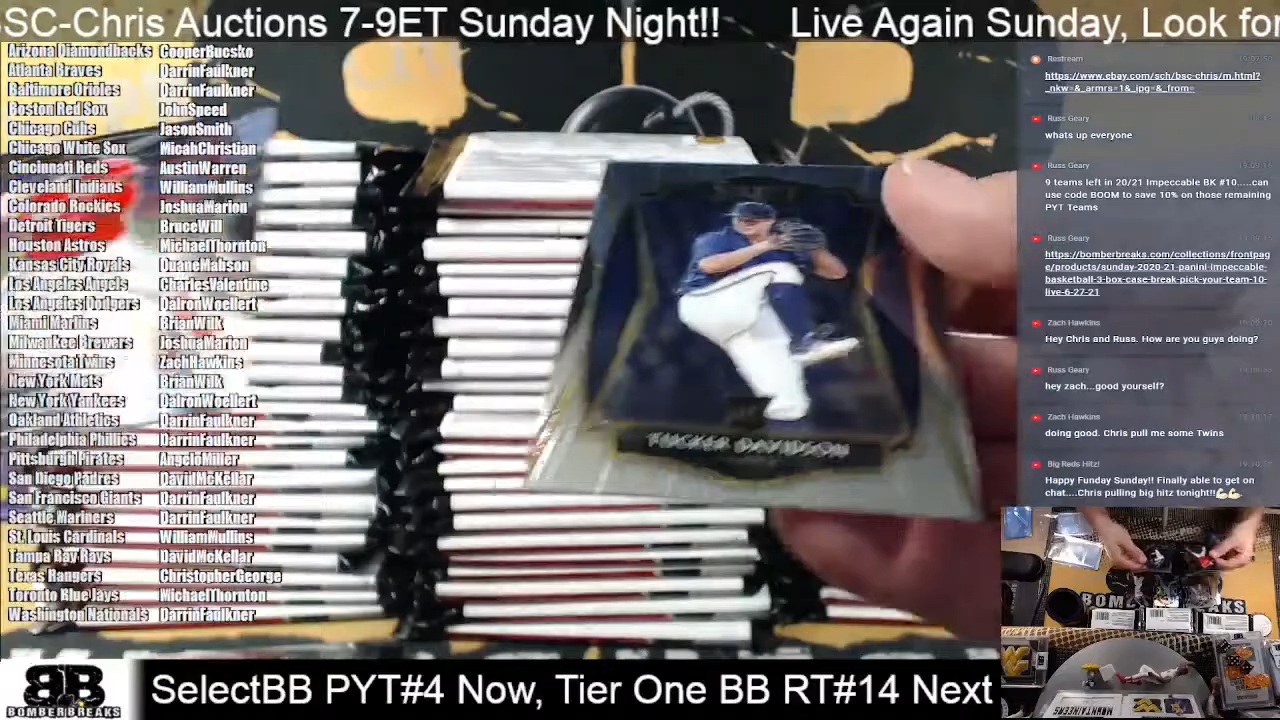 SC-Chris Auctions 7-9ET Sunday Night!! Live Again Sunday, Look for
Arizona Diamondbacks CooperBucsko
Atlanta Braves DarrinFaulkner
Baltimore Orioles DarrinFaulkner
Boston Red Sox JohnSpeed
Chicago Cubs JasonSmith
Chicago White Sox MicahChristian
Cincinnati Reds AustinWarren
Cleveland Indians WilliamMullins
Colorado Rockies JoshuaMarion
Detroit Tigers BruceWill
Houston Astros MichaelThornton
Kansas City Royals DuaneMabson
Los Angeles Angels CharlesValentine
Los Angeles Dodgers DalronWoellert
Miami Marlins BrianWilk
Milwaukee Brewers JoshuaMarion
Minnesota Twins ZachHawkins
New York Mets BrianWilk
New York Yankees DalronWoellert
Oakland Athletics DarrinFaulkner
Philadelphia Phillies DarrinFaulkner
Pittsburgh Pirates AngeloMiller
San Diego Padres DavidMcKellar
San Francisco Giants DarrinFaulkner
Seattle Mariners DarrinFaulkner
St. Louis Cardinals WilliamMullins
Tampa Bay Rays DavidMcKellar
Texas Rangers ChristopherGeorge
Toronto Blue Jays MichaelThornton
Washington Nationals DarrinFaulkner
TUCKER DAVIDSON
Restream
https://www.ebay.com/sch/bsc-chris/m.html?
_nkw=&_armrs=1&_ipg=&_from=
Russ Geary
whats up everyone
Russ Geary
9 teams left in 20/21 Impeccable BK #10.....can
use code BOOM to save 10% on those remaining
PYT Teams
Russ Geary
https://bomberbreaks.com/collections/frontpag
e/products/sunday-2020-21-panini-impeccable-
basketball-3-box-case-break-pick-your-team-10-
live-6-27-21
Zach Hawkins
Hey Chris and Russ. How are you guys doing?
Russ Geary
hey zach...good yourself?
Zach Hawkins
doing good. Chris pull me some Twins
Big Reds Hitz!
Happy Funday Sunday!! Finally able to get on
chat....Chris pulling big hitz tonight!!💪💪
MOUNTAINEERS
BB
BOMBERBREAKS
SelectBB PYT#4 Now, Tier One BB RT#14 Next